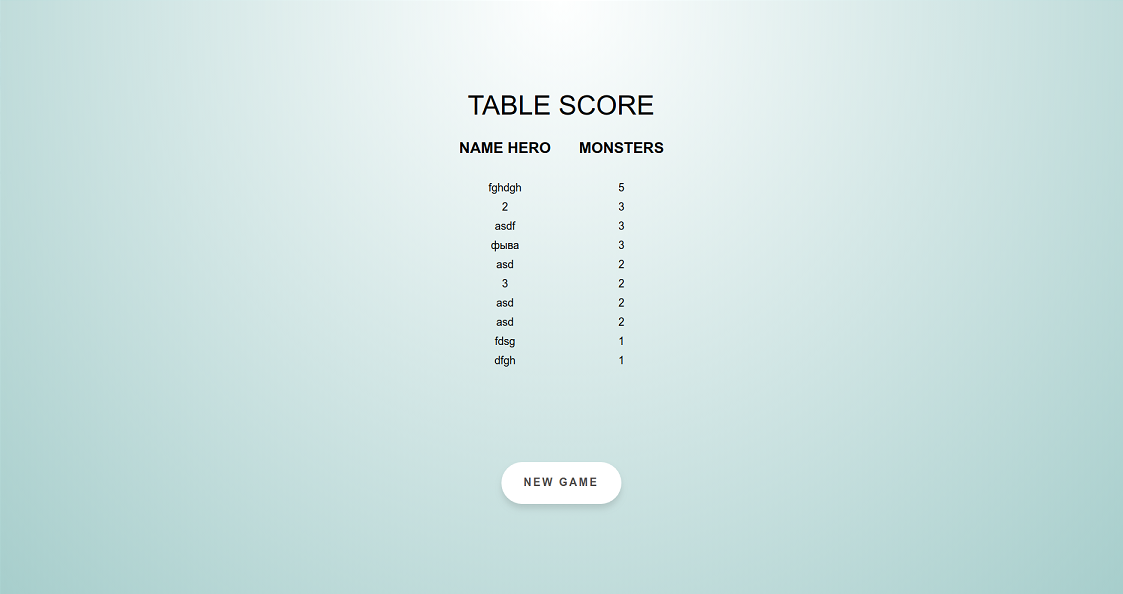 TABLE SCORE
NAME HERO MONSTERS
fghdgh 5
2 3
asdf 3
фыва 3
asd 2
3 2
asd 2
asd 2
fdsg 1
dfgh 1
NEW GAME